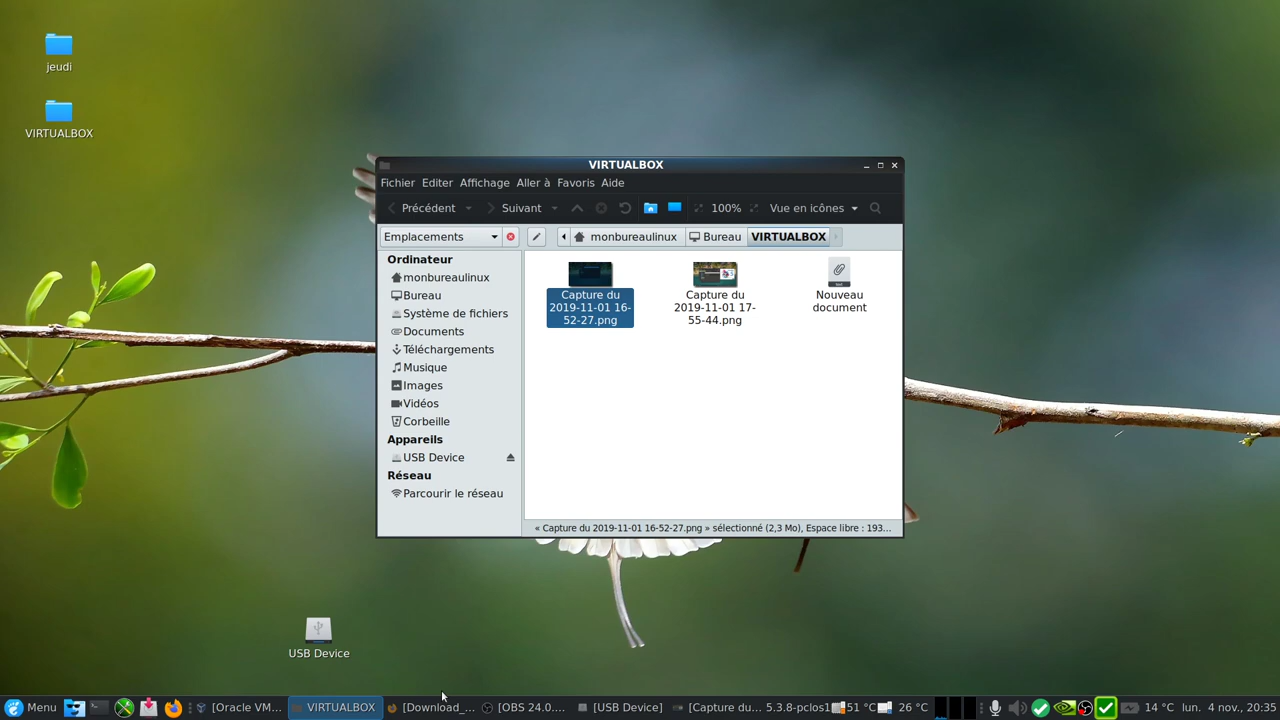 jeudi
VIRTUALBOX
VIRTUALBOX
Fichier Editer Affichage Aller à Favoris Aide
Précédent Suivant 100% Vue en icônes
Emplacements monbureaulinux Bureau VIRTUALBOX
Ordinateur
monbureaulinux
Bureau
Système de fichiers
Documents
Téléchargements
Musique
Images
Vidéos
Corbeille
Appareils
USB Device
Réseau
Parcourir le réseau
Capture du
2019-11-01 16-
52-27.png
Capture du
2019-11-01 17-
55-44.png
Nouveau
document
« Capture du 2019-11-01 16-52-27.png » sélectionné (2,3 Mo), Espace libre : 193...
USB Device
Menu [Oracle VM... VIRTUALBOX [Download_... [OBS 24.0.... [USB Device] [Capture du... 5.3.8-pclos1 51 °C 26 °C 14 °C lun. 4 nov., 20:35